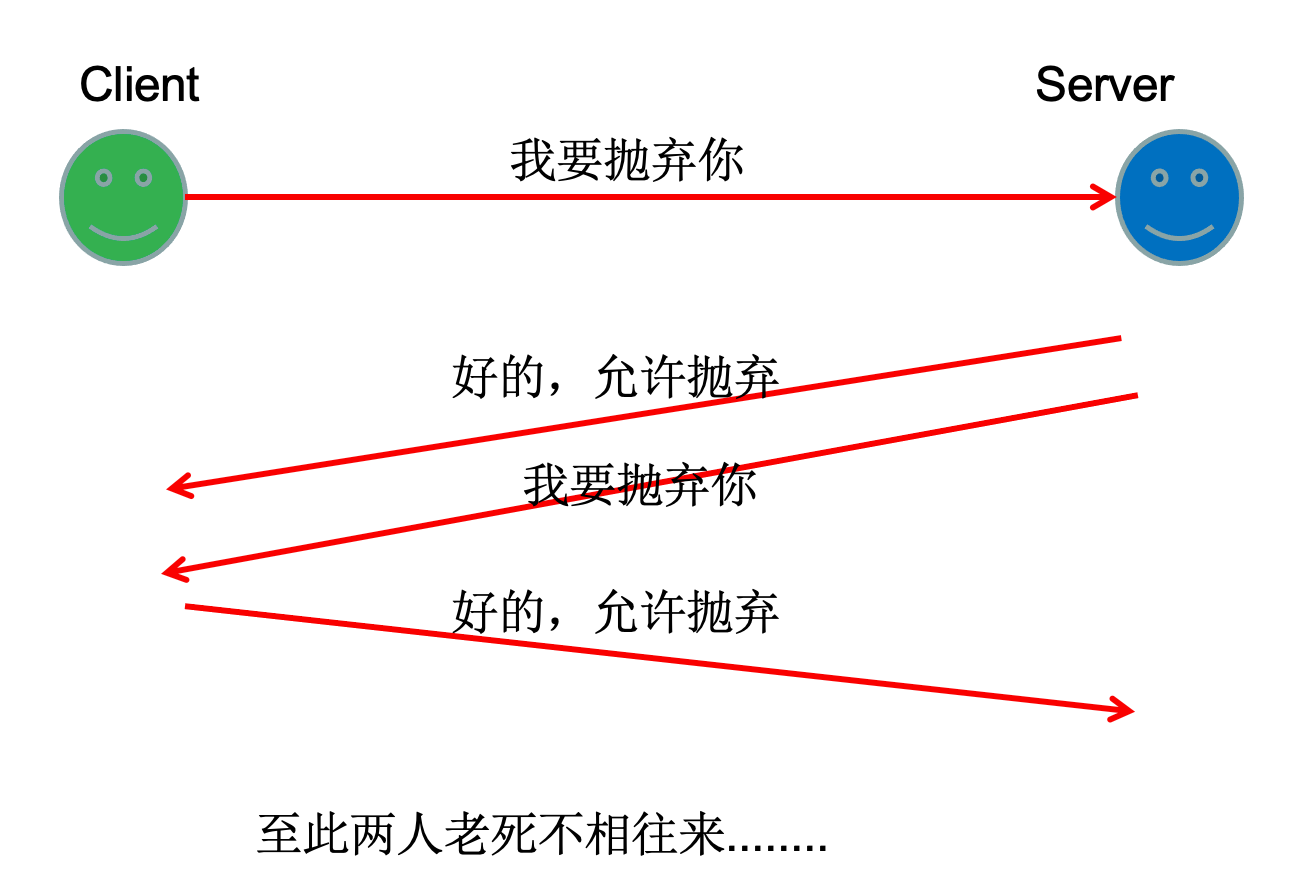 Client
Server
我要抛弃你
好的，允许抛弃
我要抛弃你
好的，允许抛弃
至此两人老死不相往来........